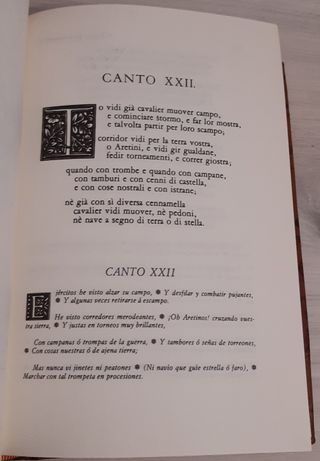 CANTO XXII.
Io vidi già cavalier muover campo,
e cominciare stormo, e far lor mostra,
e talvolta partir per loro scampo;
corridor vidi per la terra vostra,
o Aretini, e vidi gir gualdane,
fedir torneamenti, e correr giostra;
quando con trombe e quando con campane,
con tamburi e con cenni di castella,
e con cose nostrali e con istrane;
nè già con sì diversa cennamella
cavalier vidi muover, nè pedoni,
nè nave a segno di terra o di stella.
CANTO XXII
Ejércitos he visto alzar su campo, ● Y desfilar y combatir pujantes,
● Y algunas veces retirarse á escampo.
He visto corredores merodeantes, ● ¡Oh Aretinos! cruzando vuestra
tierra, ● Y justas en torneos muy brillantes,
Con campanas ó trompas de la guerra, ● Y tambores ó señas de torreones,
● Con cosas nuestras ó de ajena tierra;
Mas nunca vi jinetes ni peatones ● (Ni navío que guíe estrella ó faro), ●
Marchar con tal trompeta en procesiones.